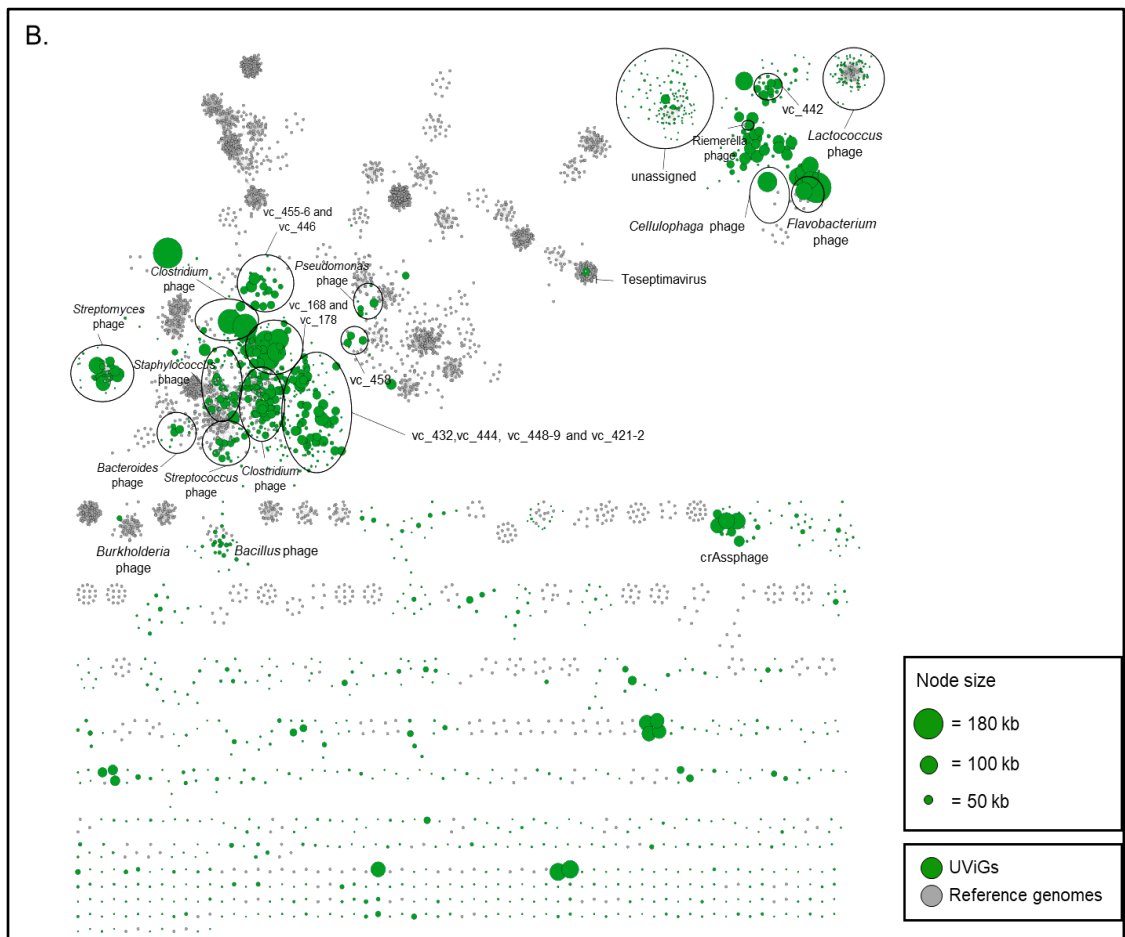 B.
vc_442
Lactococcus
phage
Riemerella
phage
unassigned
Cellulophaga phage
Flavobacterium
phage
vc_455-6 and
vc_446
Clostridium
phage
Pseudomonas
phage
Teseptimavirus
vc_168 and
vc_178
Streptomyces
phage
Staphylococcus
phage
vc_458
vc_432,vc_444, vc_448-9 and vc_421-2
Bacteroides
phage
Streptococcus
phage
Clostridium
phage
Burkholderia
phage
Bacillus phage
crAssphage
Node size
= 180 kb
= 100 kb
= 50 kb
UViGs
Reference genomes